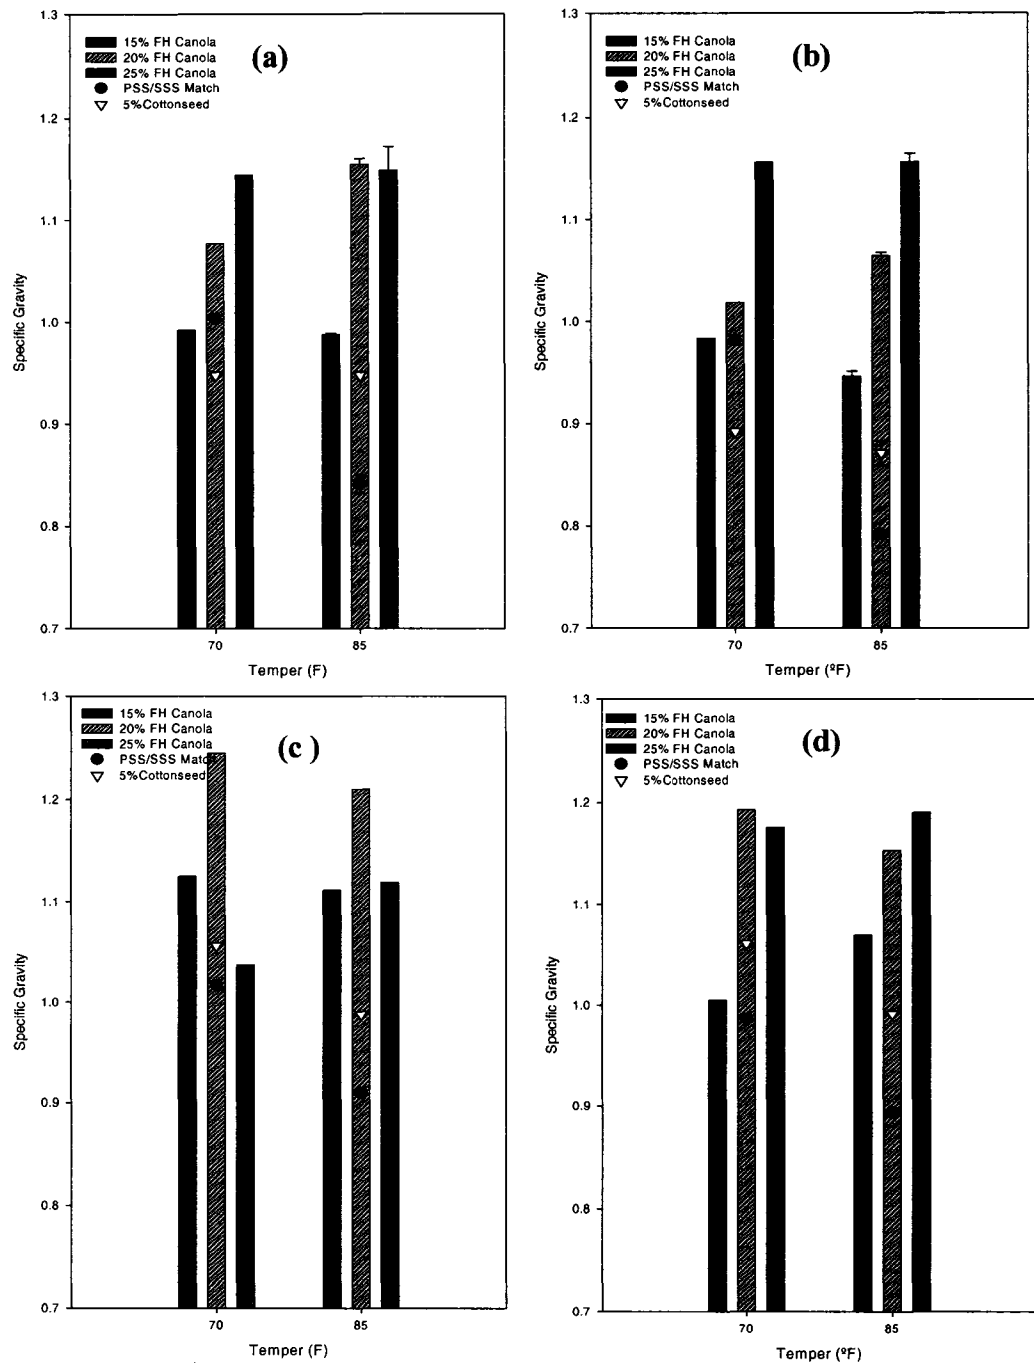 1.3
15% FH Canola
20% FH Canola
25% FH Canola
PSS/SSS Match
5%Cottonseed
(a)
1.2
1.1
1.0
0.9
0.8
0.7
Specific Gravity
70
85
Temper (F)
1.3
15% FH Canola
20% FH Canola
25% FH Canola
PSS/SSS Match
5%Cottonseed
(b)
1.2
1.1
1.0
0.9
0.8
0.7
Specific Gravity
70
85
Temper (ºF)
1.3
15% FH Canola
20% FH Canola
25% FH Canola
PSS/SSS Match
5%Cottonseed
(c )
1.2
1.1
1.0
0.9
0.8
0.7
Specific Gravity
70
85
Temper (F)
1.3
15% FH Canola
20% FH Canola
25% FH Canola
PSS/SSS Match
5%Cottonseed
(d)
1.2
1.1
1.0
0.9
0.8
0.7
Specific Gravity
70
85
Temper (ºF)